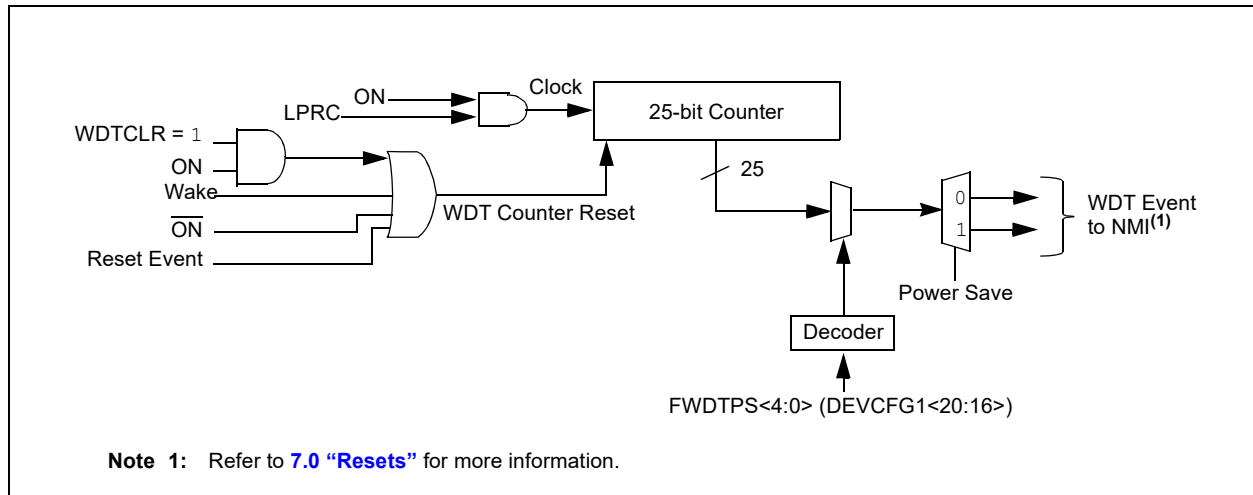 ON
Clock
LPRC
25-bit Counter
WDTCLR = 1
ON
Wake
25
WDT Counter Reset
O̅N̅
Reset Event
0
1
WDT Event
to NMI(1)
Power Save
Decoder
FWDTPS<4:0> (DEVCFG1<20:16>)
Note 1: Refer to 7.0 “Resets” for more information.